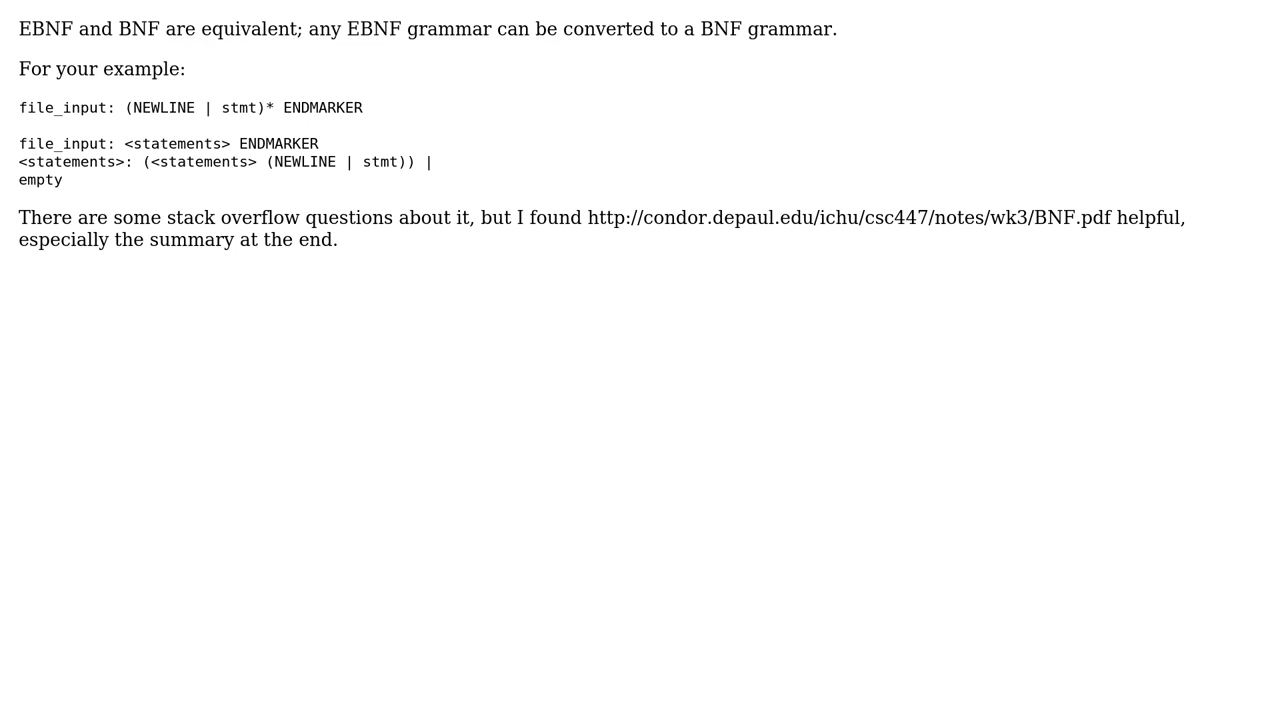 EBNF and BNF are equivalent; any EBNF grammar can be converted to a BNF grammar.
For your example:
file_input: (NEWLINE | stmt)* ENDMARKER
file_input: <statements> ENDMARKER
<statements>: (<statements> (NEWLINE | stmt)) |
empty
There are some stack overflow questions about it, but I found http://condor.depaul.edu/ichu/csc447/notes/wk3/BNF.pdf helpful,
especially the summary at the end.